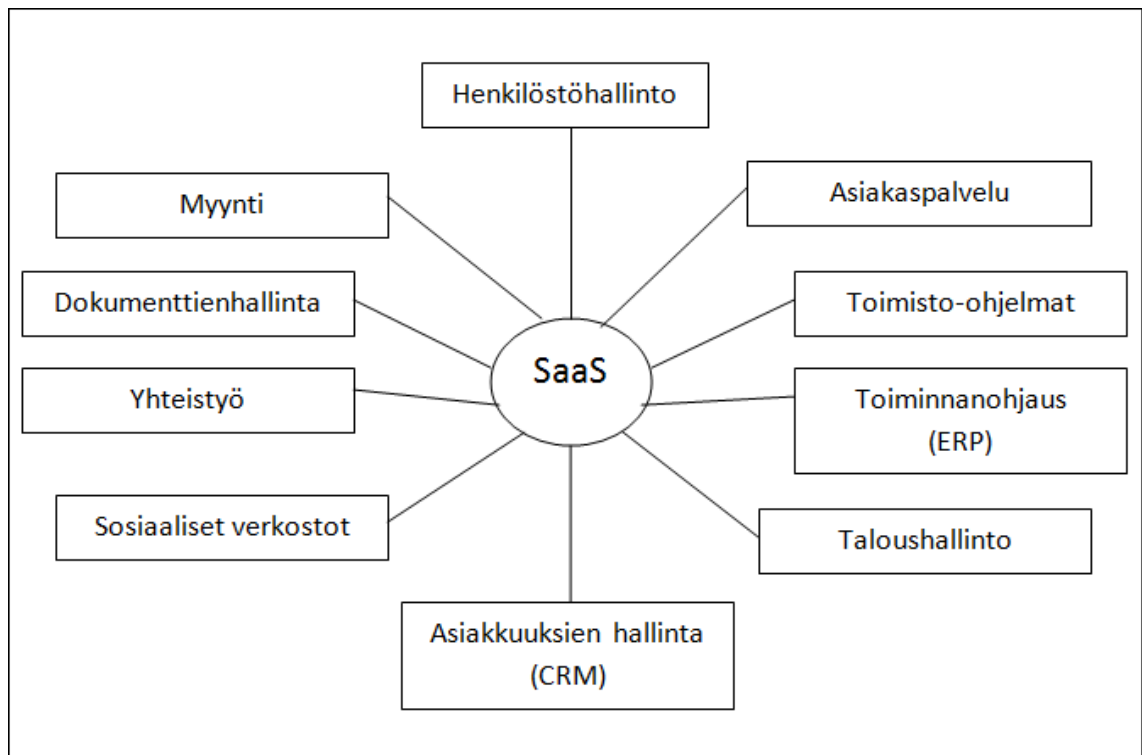 Henkilöstöhallinto
Myynti
Asiakaspalvelu
Dokumenttienhallinta
Toimisto-ohjelmat
SaaS
Yhteistyö
Toiminnanohjaus
(ERP)
Sosiaaliset verkostot
Taloushallinto
Asiakkuuksien hallinta
(CRM)